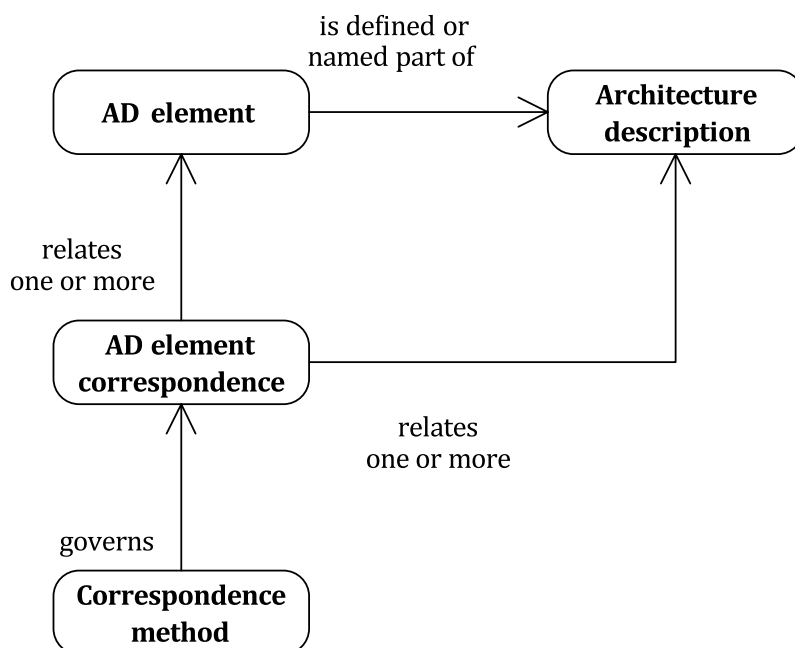 is defined or
named part of
AD element
Architecture
description
relates
one or more
AD element
correspondence
relates
one or more
governs
Correspondence
method